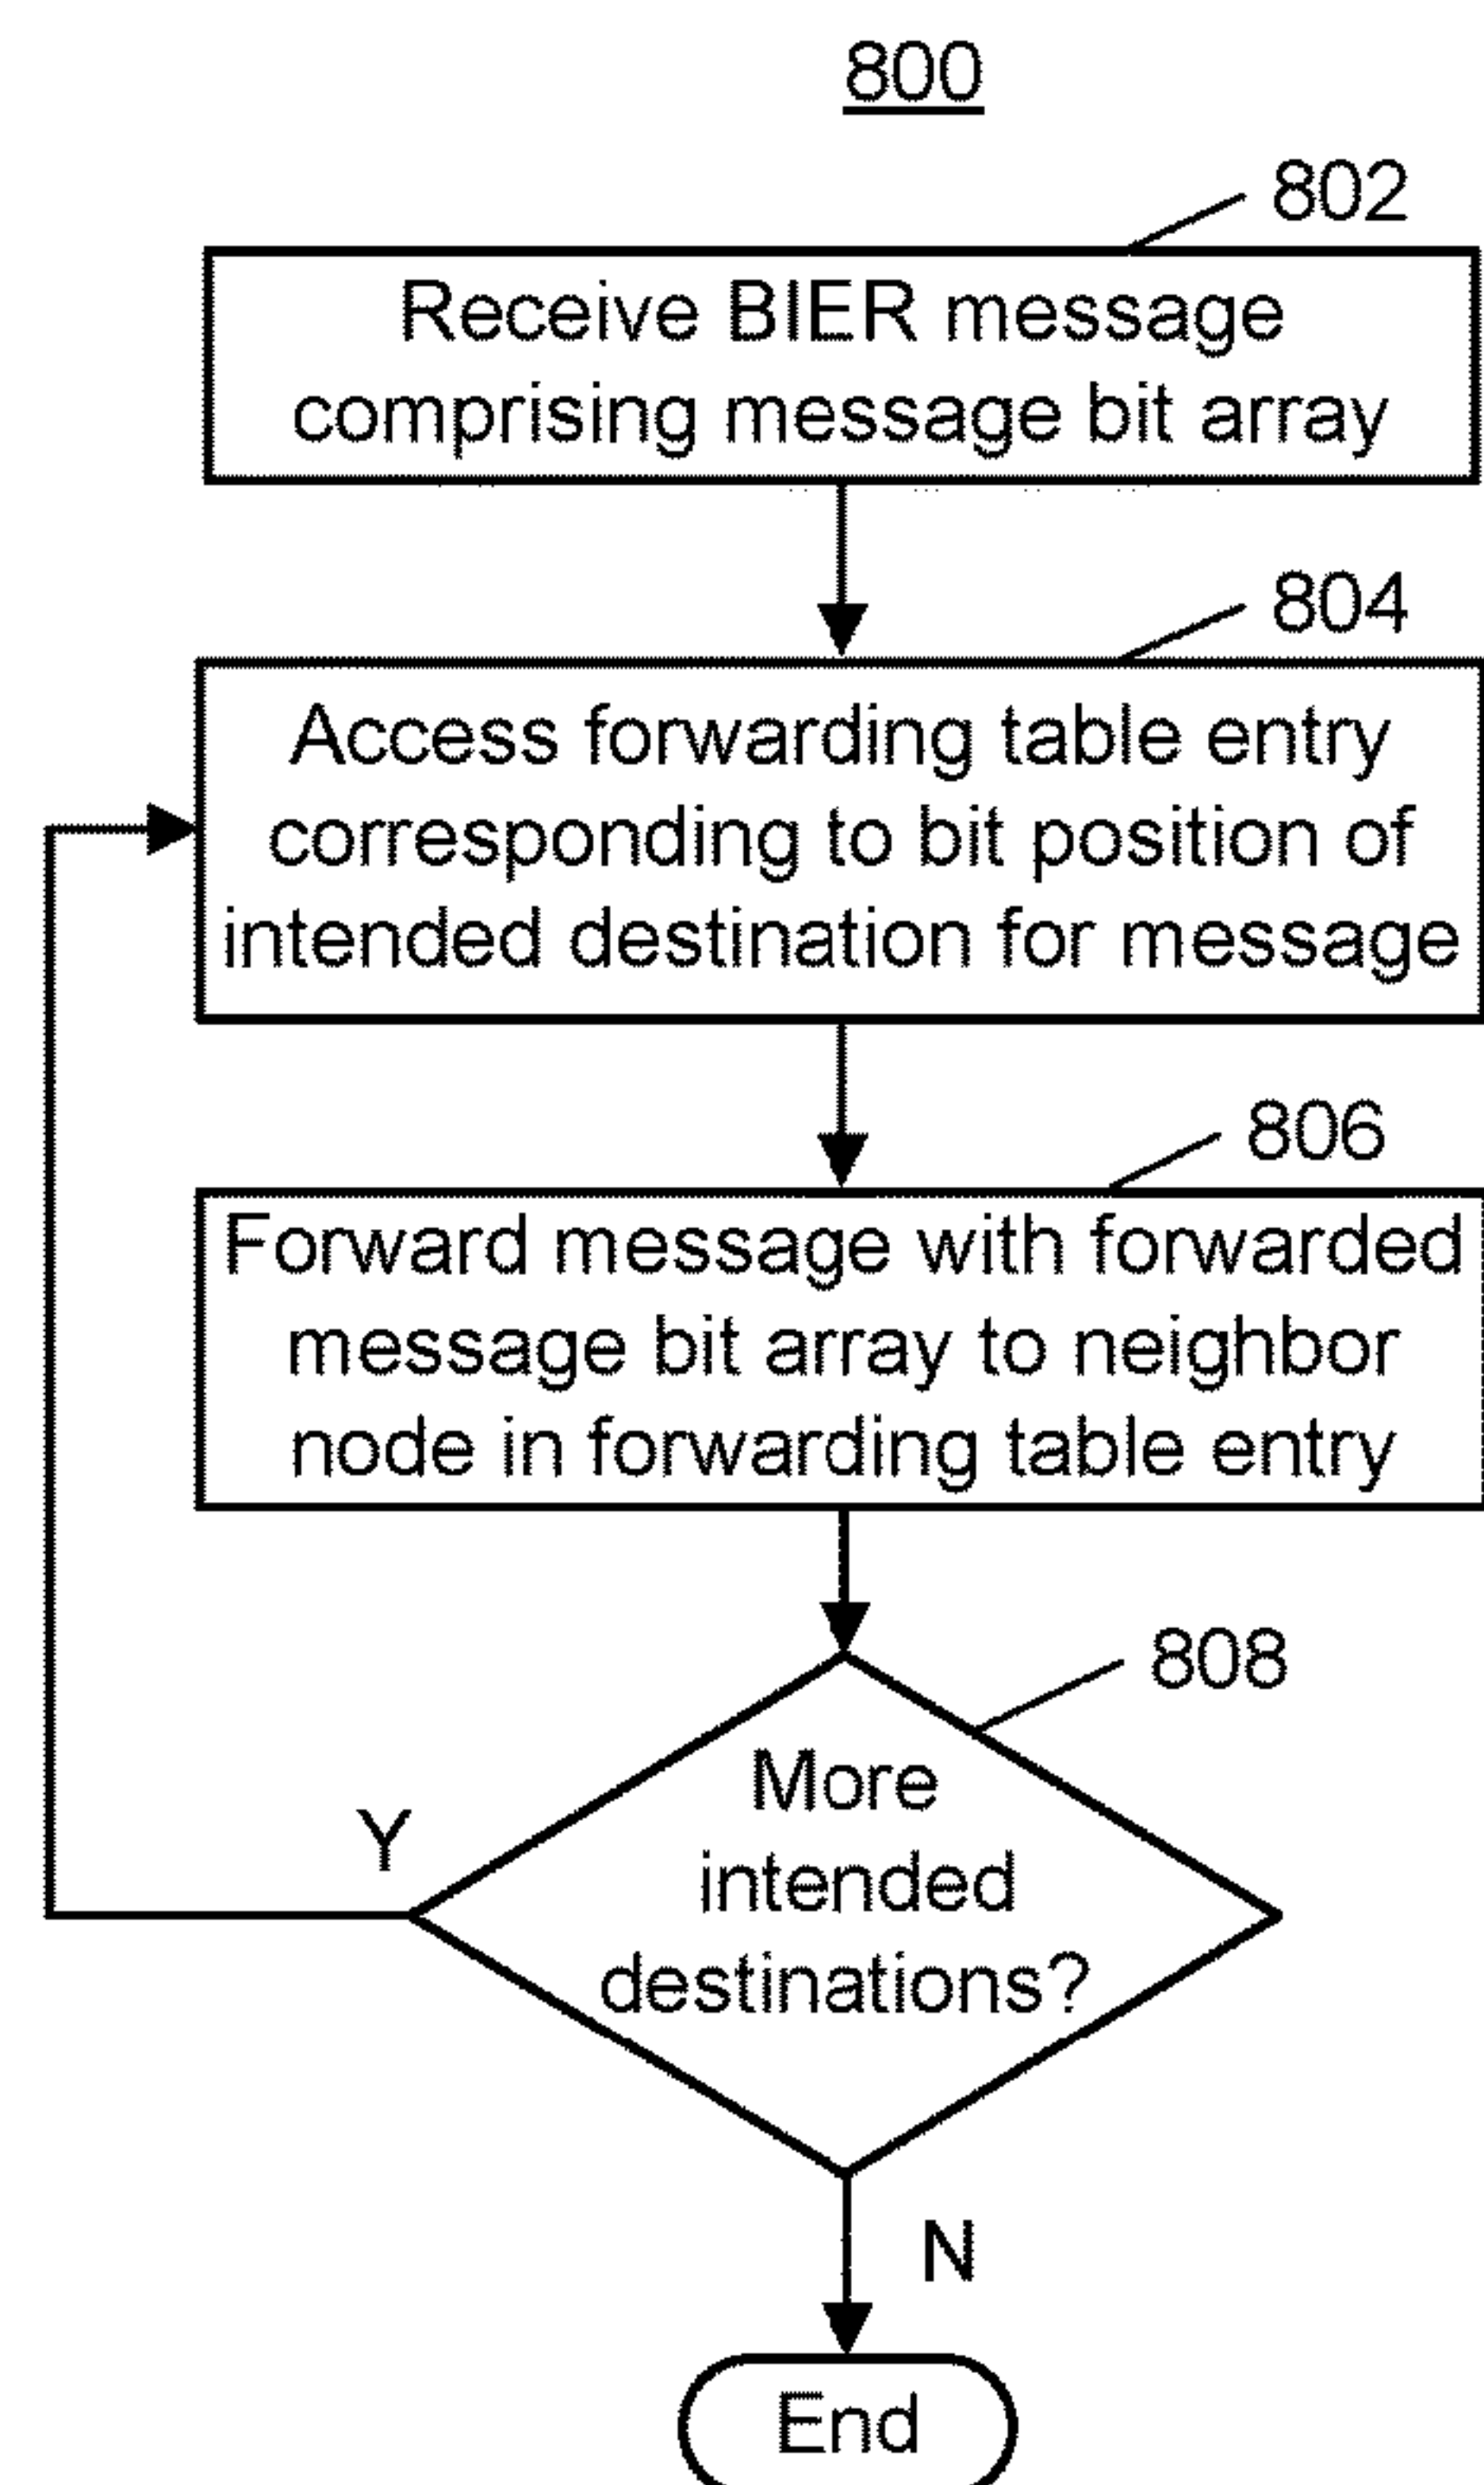 800
802
Receive BIER message
comprising message bit array
804
Access forwarding table entry
corresponding to bit position of
intended destination for message
806
Forward message with forwarded
message bit array to neighbor
node in forwarding table entry
808
More
intended
destinations?
Y
N
End